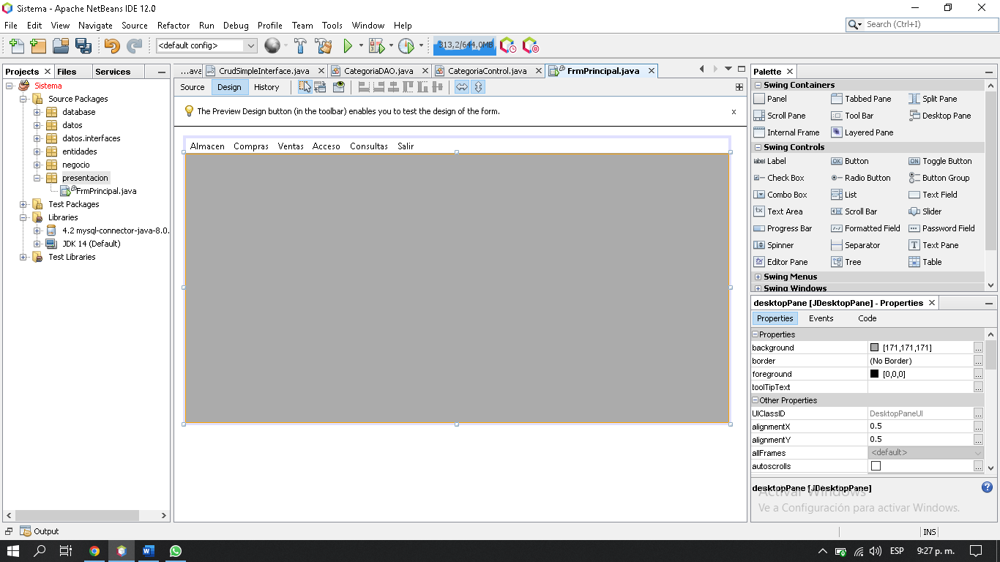 Sistema - Apache NetBeans IDE 12.0
File Edit View Navigate Source Refactor Run Debug Profile Team Tools Window Help
Search (Ctrl+I)
<default config>
313,2/644,0MB
Projects Files Services
Sistema
Source Packages
database
datos
datos.interfaces
entidades
negocio
presentacion
FrmPrincipal.java
Test Packages
Libraries
4.2 mysql-connector-java-8.0.
JDK 14 (Default)
Test Libraries
...ava CrudSimpleInterface.java CategoriaDAO.java CategoriaControl.java FrmPrincipal.java
Source Design History
The Preview Design button (in the toolbar) enables you to test the design of the form.
x
Almacen Compras Ventas Acceso Consultas Salir
Palette
Swing Containers
Panel Tabbed Pane Split Pane
Scroll Pane Tool Bar Desktop Pane
Internal Frame Layered Pane
Swing Controls
label Label OK Button ON Toggle Button
Check Box Radio Button Button Group
Combo Box List Text Field
Text Area Scroll Bar Slider
Progress Bar Formatted Field Password Field
Spinner Separator T Text Pane
Editor Pane Tree Table
Swing Menus
Swing Windows
desktopPane [JDesktopPane] - Properties
Properties Events Code
Properties
background [171,171,171] ...
border (No Border) ...
foreground [0,0,0] ...
toolTipText ...
Other Properties
UIClassID DesktopPaneUI ...
alignmentX 0.5 ...
alignmentY 0.5 ...
allFrames <default>
autoscrolls ...
desktopPane [JDesktopPane]
Activar Windows
Ve a Configuración para activar Windows.
Output
INS
ESP 9:27 p. m.